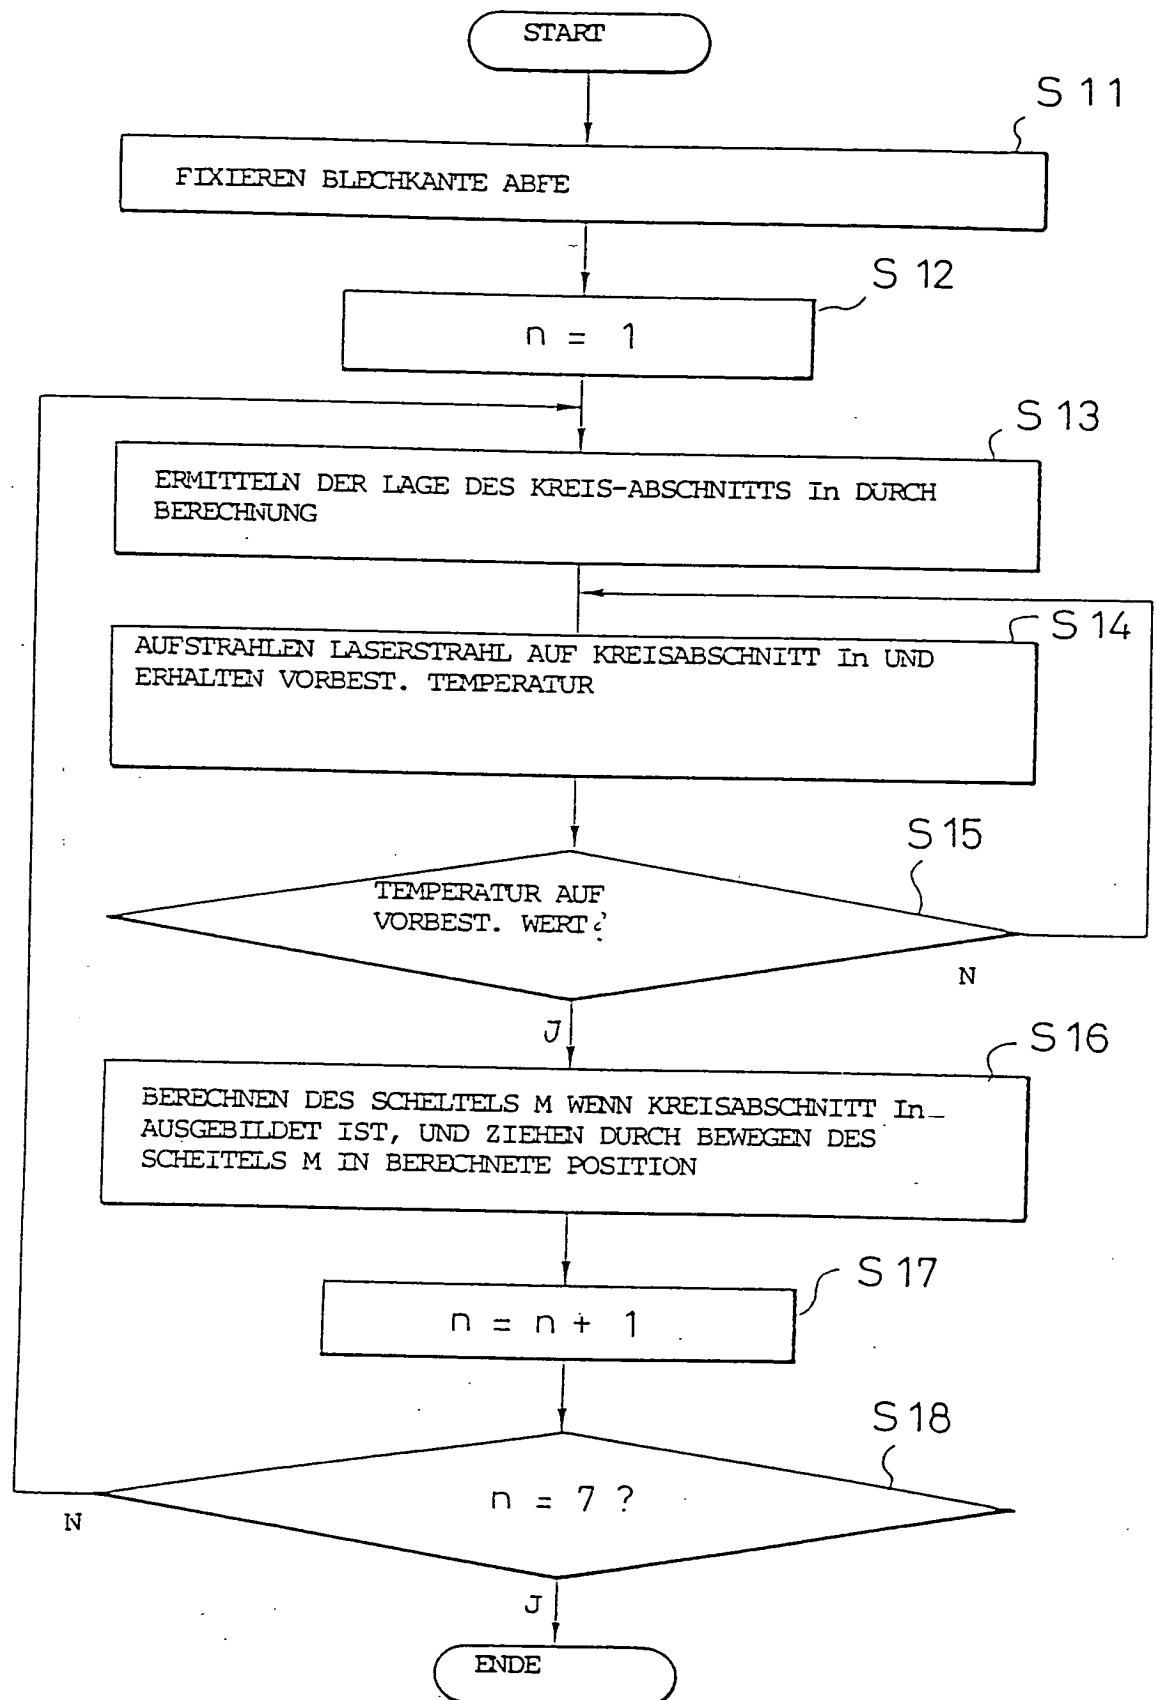 START
S 11
FIXIEREN BLECHKANTE ABFE
S 12
n = 1
S 13
ERMITTELN DER LAGE DES KREIS-ABSCHNITTS In DURCH
BERECHNUNG
S 14
AUFSTRAHLEN LASERSTRAHL AUF KREISABSCHNITT In UND
ERHALTEN VORBEST. TEMPERATUR
S 15
TEMPERATUR AUF
VORBEST. WERT?
N
J
S 16
BERECHNEN DES SCHELTELS M WENN KREISABSCHNITT In
AUSGEBILDET IST, UND ZIEHEN DURCH BEWEGEN DES
SCHEITELS M IN BERECHNETE POSITION
S 17
n = n + 1
S 18
n = 7 ?
N
J
ENDE